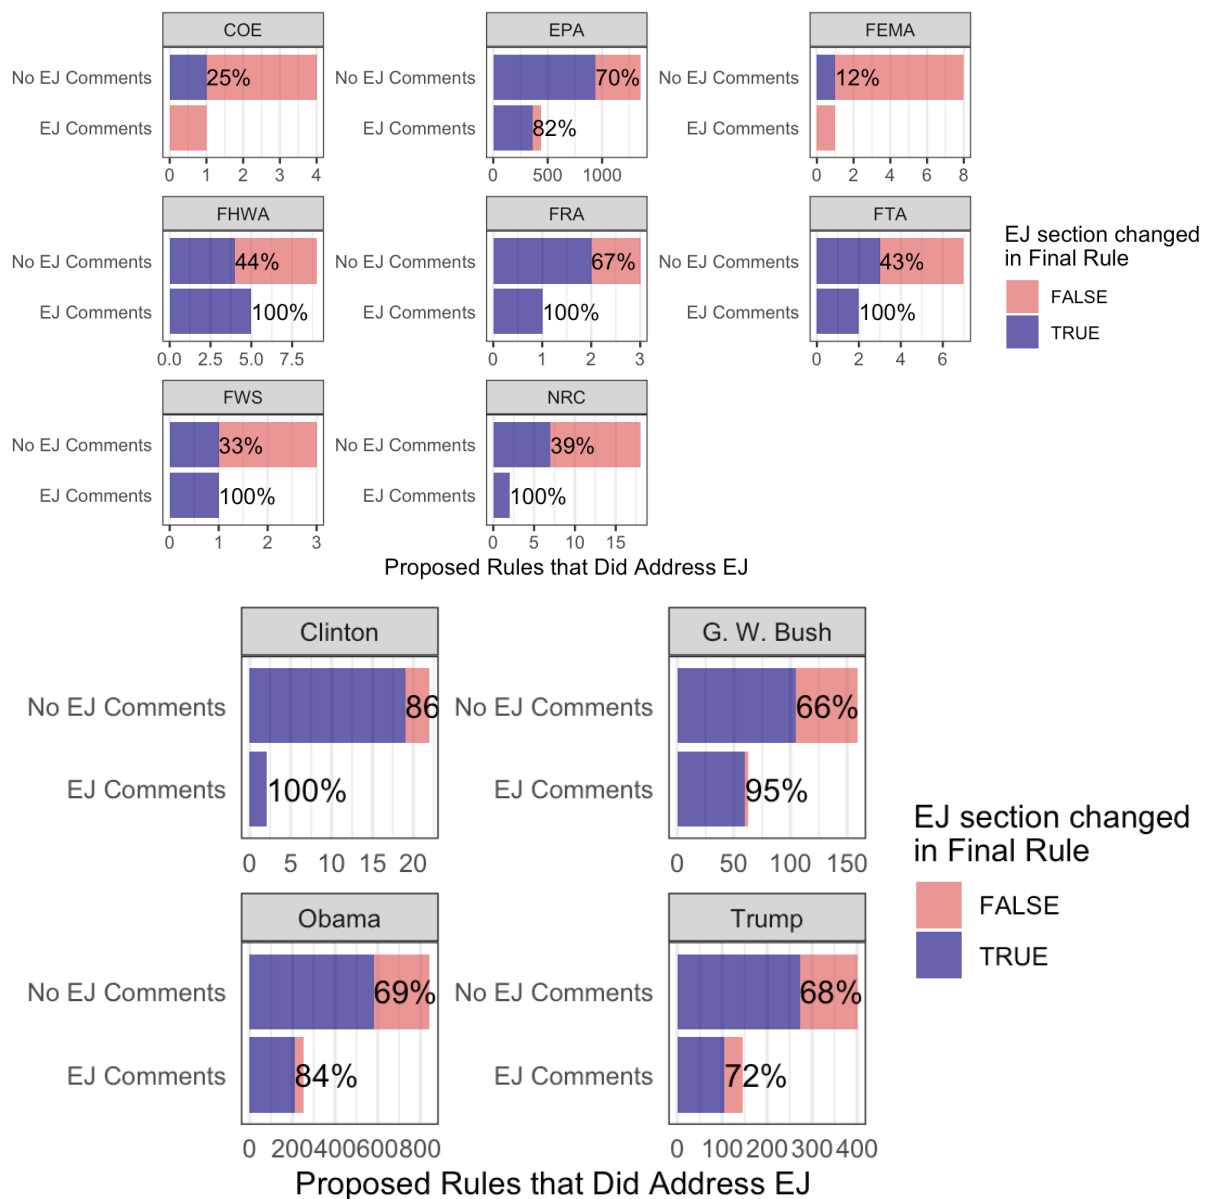 COE
EPA
FEMA
No EJ Comments
25%
No EJ Comments
70%
No EJ Comments
12%
EJ Comments
EJ Comments
82%
EJ Comments
0 1 2 3 4
0 500 1000
0 2 4 6 8
FHWA
FRA
FTA
No EJ Comments
44%
No EJ Comments
67%
No EJ Comments
43%
EJ Comments
100%
EJ Comments
100%
EJ Comments
100%
0.0 2.5 5.0 7.5
0 1 2 3
0 2 4 6
EJ section changed
in Final Rule
FALSE
TRUE
FWS
NRC
No EJ Comments
33%
No EJ Comments
39%
EJ Comments
100%
EJ Comments
100%
0 1 2 3
0 5 10 15
Proposed Rules that Did Address EJ
Clinton
G. W. Bush
No EJ Comments
86
No EJ Comments
66%
EJ Comments
100%
EJ Comments
95%
0 5 10 15 20
0 50 100 150
EJ section changed
in Final Rule
FALSE
TRUE
Obama
Trump
No EJ Comments
69%
No EJ Comments
68%
EJ Comments
84%
EJ Comments
72%
0 200 400 600 800
0 100 200 300 400
Proposed Rules that Did Address EJ